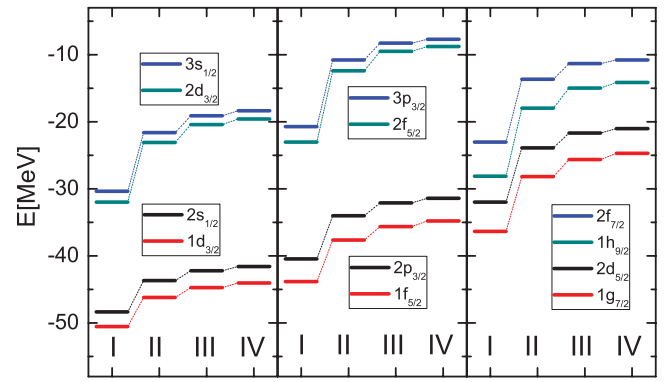 E[MeV]
-10
-20
-30
-40
-50
3s1/2
2d3/2
2s1/2
1d3/2
I II III IV
3p3/2
2f5/2
2p3/2
1f5/2
I II III IV
2f7/2
1h9/2
2d5/2
1g7/2
I II III IV